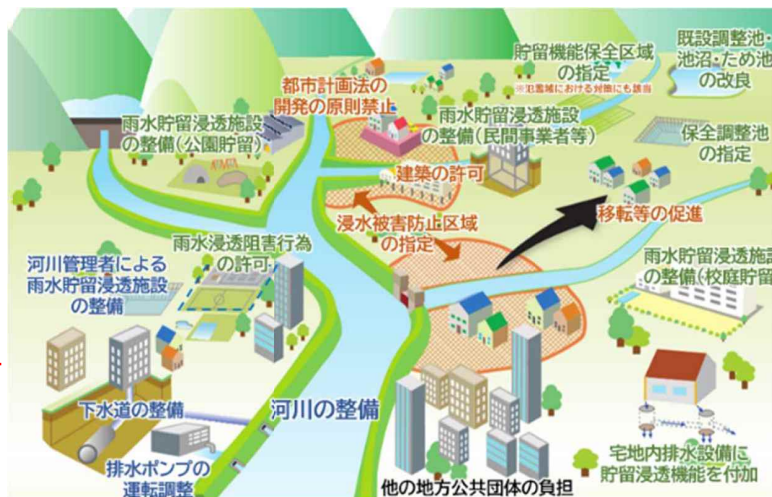 貯留機能保全区域
の指定
※氾濫域における対策にも該当
既設調整池・
池沼・ため池
の改良
都市計画法の
開発の原則禁止
雨水貯留浸透施設
の整備(公園貯留)
雨水貯留浸透施設
の整備(民間事業者等)
保全調整池
の指定
建築の許可
浸水被害防止区域
の指定
移転等の促進
河川管理者による
雨水貯留浸透施設
の整備
雨水浸透阻害行為
の許可
雨水貯留浸透施設
の整備(校庭貯留
下水道の整備
河川の整備
排水ポンプの
運転調整
他の地方公共団体の負担
宅地内排水設備に
貯留浸透機能を付加